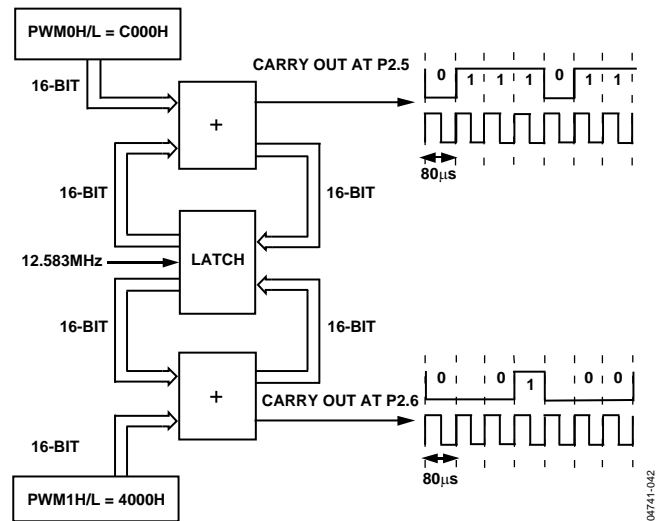 PWM0H/L = C000H
16-BIT
+
CARRY OUT AT P2.5
0 1 1 1 0 1 1
80μs
16-BIT
16-BIT
12.583MHz
LATCH
16-BIT
16-BIT
+
CARRY OUT AT P2.6
0 0 1 0 0
80μs
16-BIT
PWM1H/L = 4000H
04741-042